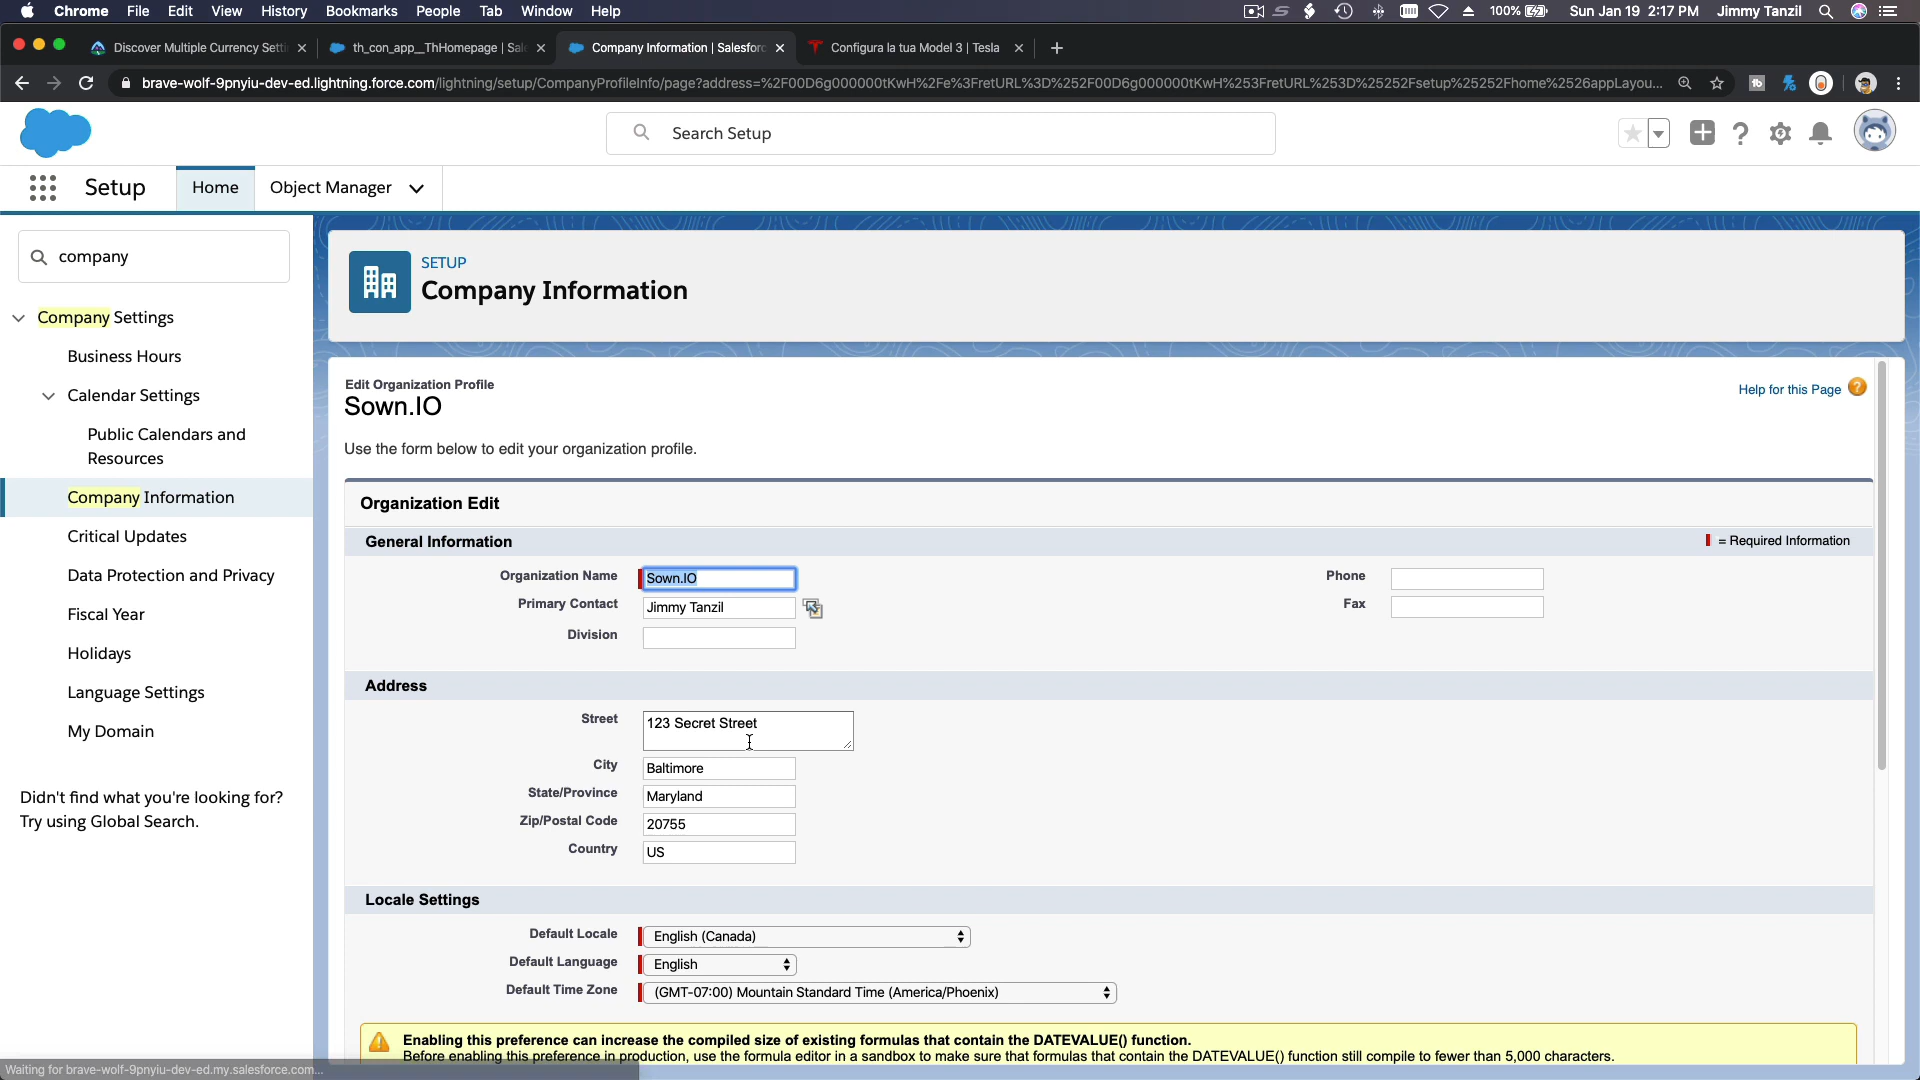 Chrome File Edit View History Bookmarks People Tab Window Help 100% Sun Jan 19 2:17 PM Jimmy Tanzil
Discover Multiple Currency Setti
th_con_app__ThHomepage | Sal
Company Information | Salesforc
Configura la tua Model 3 | Tesla
brave-wolf-9pnyiu-dev-ed.lightning.force.com/lightning/setup/CompanyProfileInfo/page?address=%2F00D6g000000tKwH%2Fe%3FretURL%3D%252F00D6g000000tKwH%253FretURL%253D%25252Fsetup%25252Fhome%2526appLayou...
Search Setup
Setup Home Object Manager
company
Company Settings
Business Hours
Calendar Settings
Public Calendars and
Resources
Company Information
Critical Updates
Data Protection and Privacy
Fiscal Year
Holidays
Language Settings
My Domain
Didn't find what you're looking for?
Try using Global Search.
SETUP
Company Information
Edit Organization Profile
Sown.IO
Help for this Page
Use the form below to edit your organization profile.
Organization Edit
General Information
= Required Information
Organization Name Sown.IO
Phone
Primary Contact Jimmy Tanzil
Fax
Division
Address
Street 123 Secret Street
City Baltimore
State/Province Maryland
Zip/Postal Code 20755
Country US
Locale Settings
Default Locale English (Canada)
Default Language English
Default Time Zone (GMT-07:00) Mountain Standard Time (America/Phoenix)
Enabling this preference can increase the compiled size of existing formulas that contain the DATEVALUE() function.
Before enabling this preference in production, use the formula editor in a sandbox to make sure that formulas that contain the DATEVALUE() function still compile to fewer than 5,000 characters.
Waiting for brave-wolf-9pnyiu-dev-ed.my.salesforce.com...